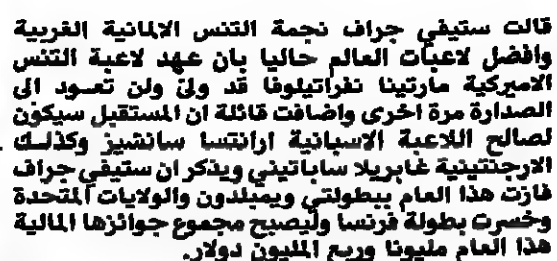 قالت ستيفي جراف نجمة التنس الالمانية الغربية
وافضل لاعبات العالم حاليا بان عهد لاعبة التنس
الاميركية مارتينا نفراتيلوفا قد ولىّ ولن تعسود الى
الصدارة مرة اخرى واضافت قائلة ان المستقبل سيكون
لصالح اللاعبة الاسبانية ارانتسا سانشيز وكذلك
الارجنتينية غابريلا ساباتيني ويذكر ان ستيفي جراف
فازت هذا العام ببطولتي ويمبلدون والولايات المتحدة
وخسرت بطولة فرنسا وليصبح مجموع جوائزها المالية
هذا العام مليونا وربع المليون دولار.